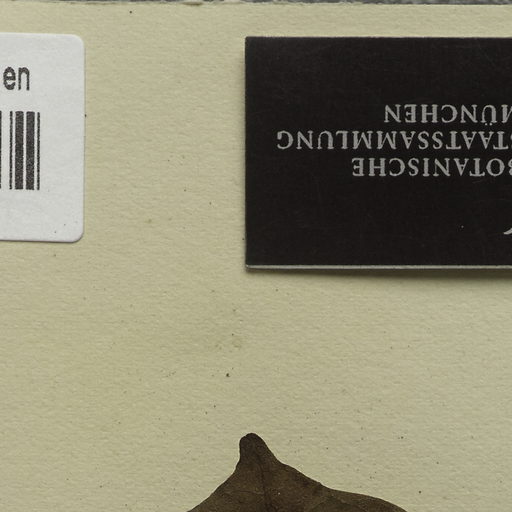 en
BOTANISCHE
STAATSSAMMLUNG
MÜNCHEN